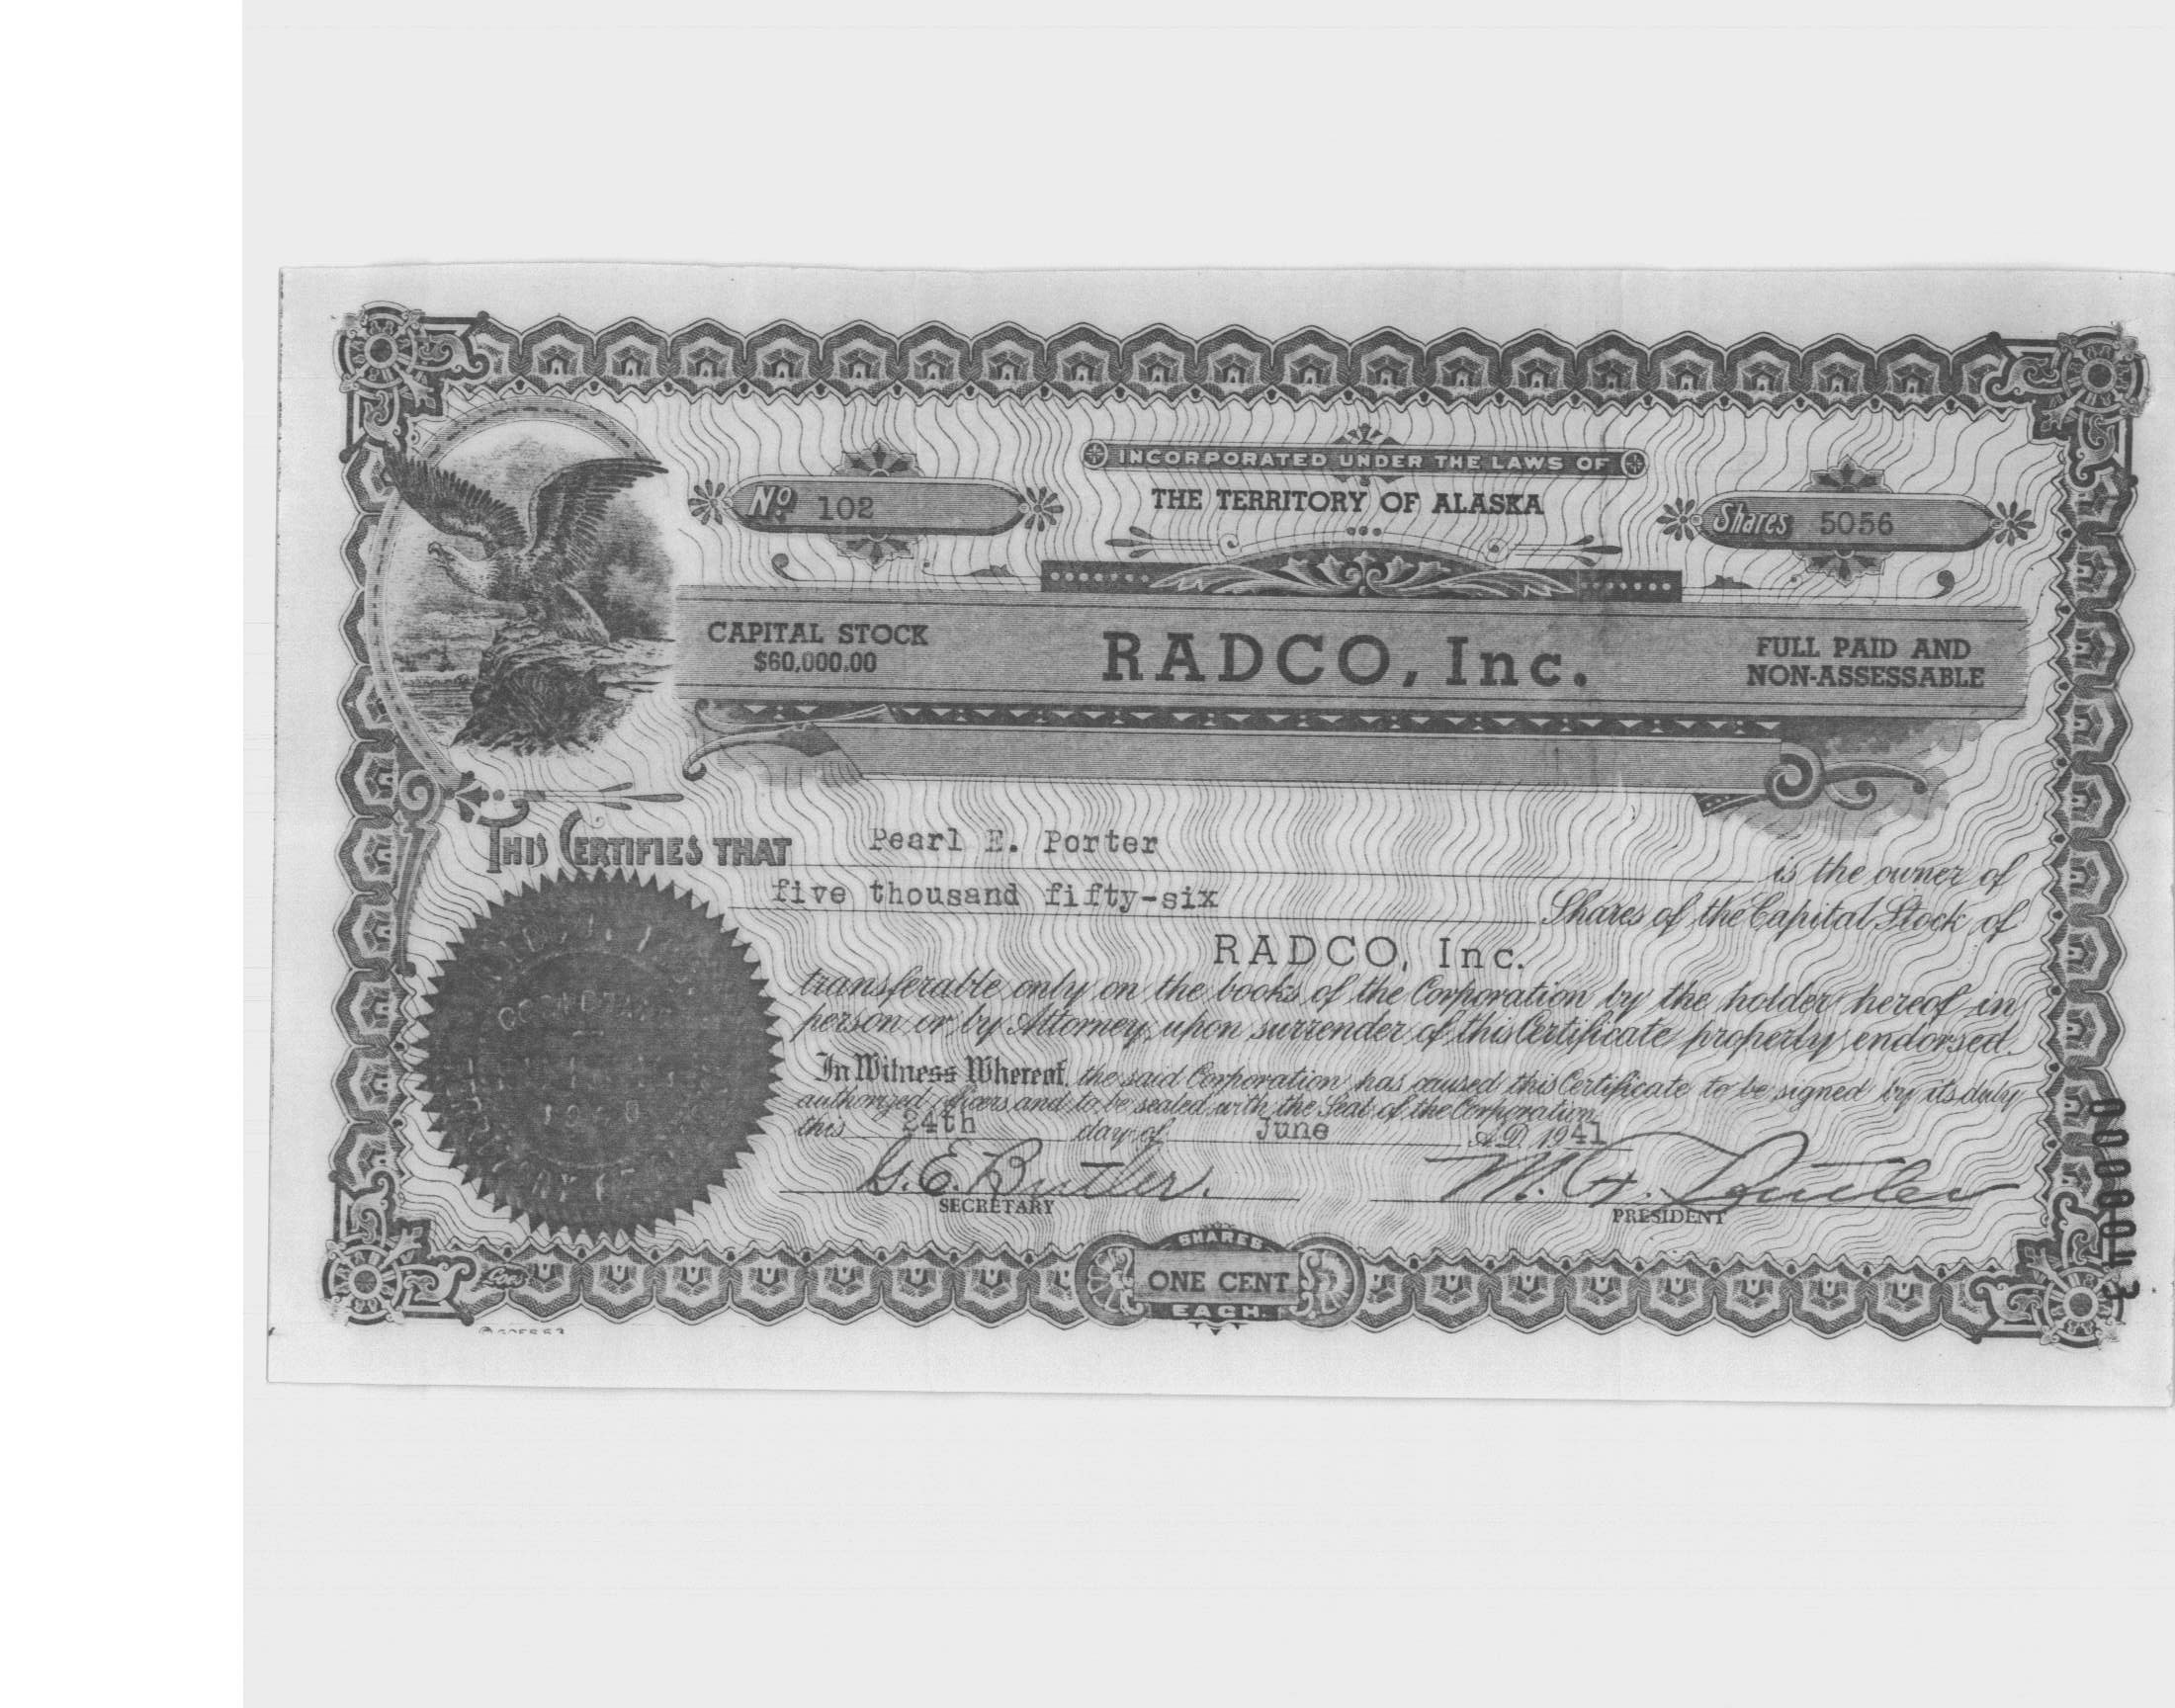 INCORPORATED UNDER THE LAWS OF
No. 102
THE TERRITORY OF ALASKA
Shares 5056
CAPITAL STOCK
$60,000.00
RADCO, Inc.
FULL PAID AND
NON-ASSESSABLE
THIS CERTIFIES THAT Pearl E. Porter is the owner of
five thousand fifty-six Shares of the Capital Stock of
RADCO, Inc.
transferable only on the books of the Corporation by the holder hereof in
person or by Attorney upon surrender of this Certificate properly endorsed.
In Witness Whereof, the said Corporation has caused this Certificate to be signed by its duly
authorized officers and to be sealed with the Seal of the Corporation
this 24th day of June A.D. 1941
G. E. Butler.
SECRETARY
M. G. Butler
PRESIDENT
SHARES
ONE CENT
EACH.
Goes